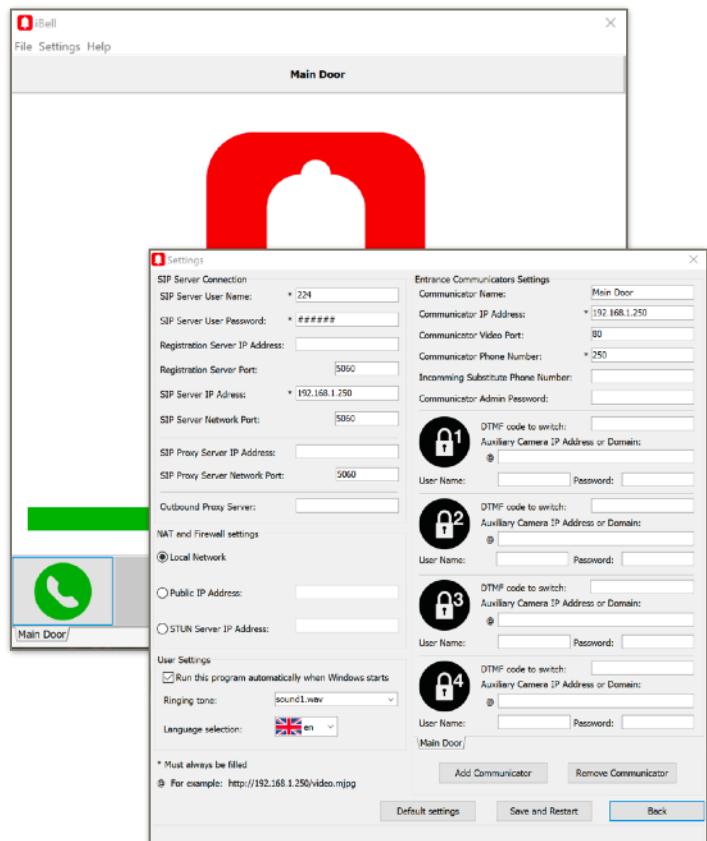 iBell
File Settings Help
Main Door
Main Door
Settings
SIP Server Connection
SIP Server User Name: * 224
SIP Server User Password: * ######
Registration Server IP Address:
Registration Server Port: 5060
SIP Server IP Adress: * 192.168.1.250
SIP Server Network Port: 5060
SIP Proxy Server IP Address:
SIP Proxy Server Network Port: 5060
Outbound Proxy Server:
NAT and Firewall settings
Local Network
Public IP Address:
STUN Server IP Address:
User Settings
Run this program automatically when Windows starts
Ringing tone: sound1.wav
Language selection: en
* Must always be filled
@ For example: http://192.168.1.250/video.mjpg
Entrance Communicators Settings
Communicator Name: Main Door
Communicator IP Address: * 192.168.1.250
Communicator Video Port: 80
Communicator Phone Number: * 250
Incomming Substitute Phone Number:
Communicator Admin Password:
1
DTMF code to switch:
Auxiliary Camera IP Address or Domain:
@
User Name: Password:
2
DTMF code to switch:
Auxiliary Camera IP Address or Domain:
@
User Name: Password:
3
DTMF code to switch:
Auxiliary Camera IP Address or Domain:
@
User Name: Password:
4
DTMF code to switch:
Auxiliary Camera IP Address or Domain:
@
User Name: Password:
Main Door
Add Communicator Remove Communicator
Default settings Save and Restart Back